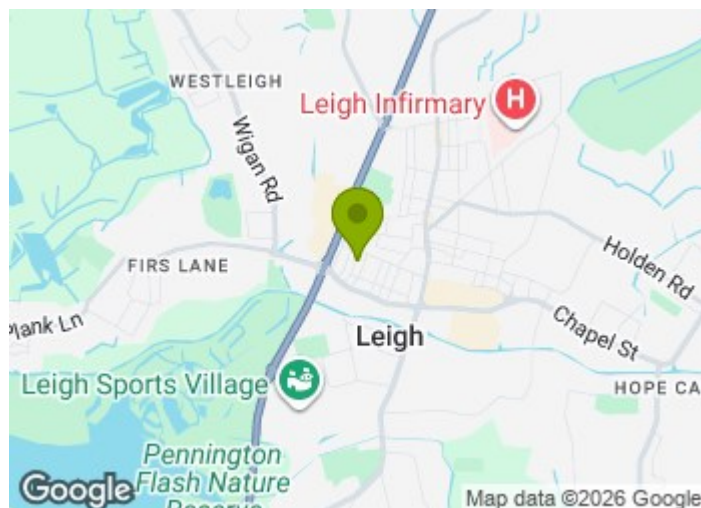 WESTLEIGH
Leigh Infirmary
H
Wigan Rd
Holden Rd
FIRS LANE
Plank Ln
Leigh
Chapel St
Leigh Sports Village
HOPE CA
Pennington
Flash Nature
Reserve
Google
Map data ©2026 Google